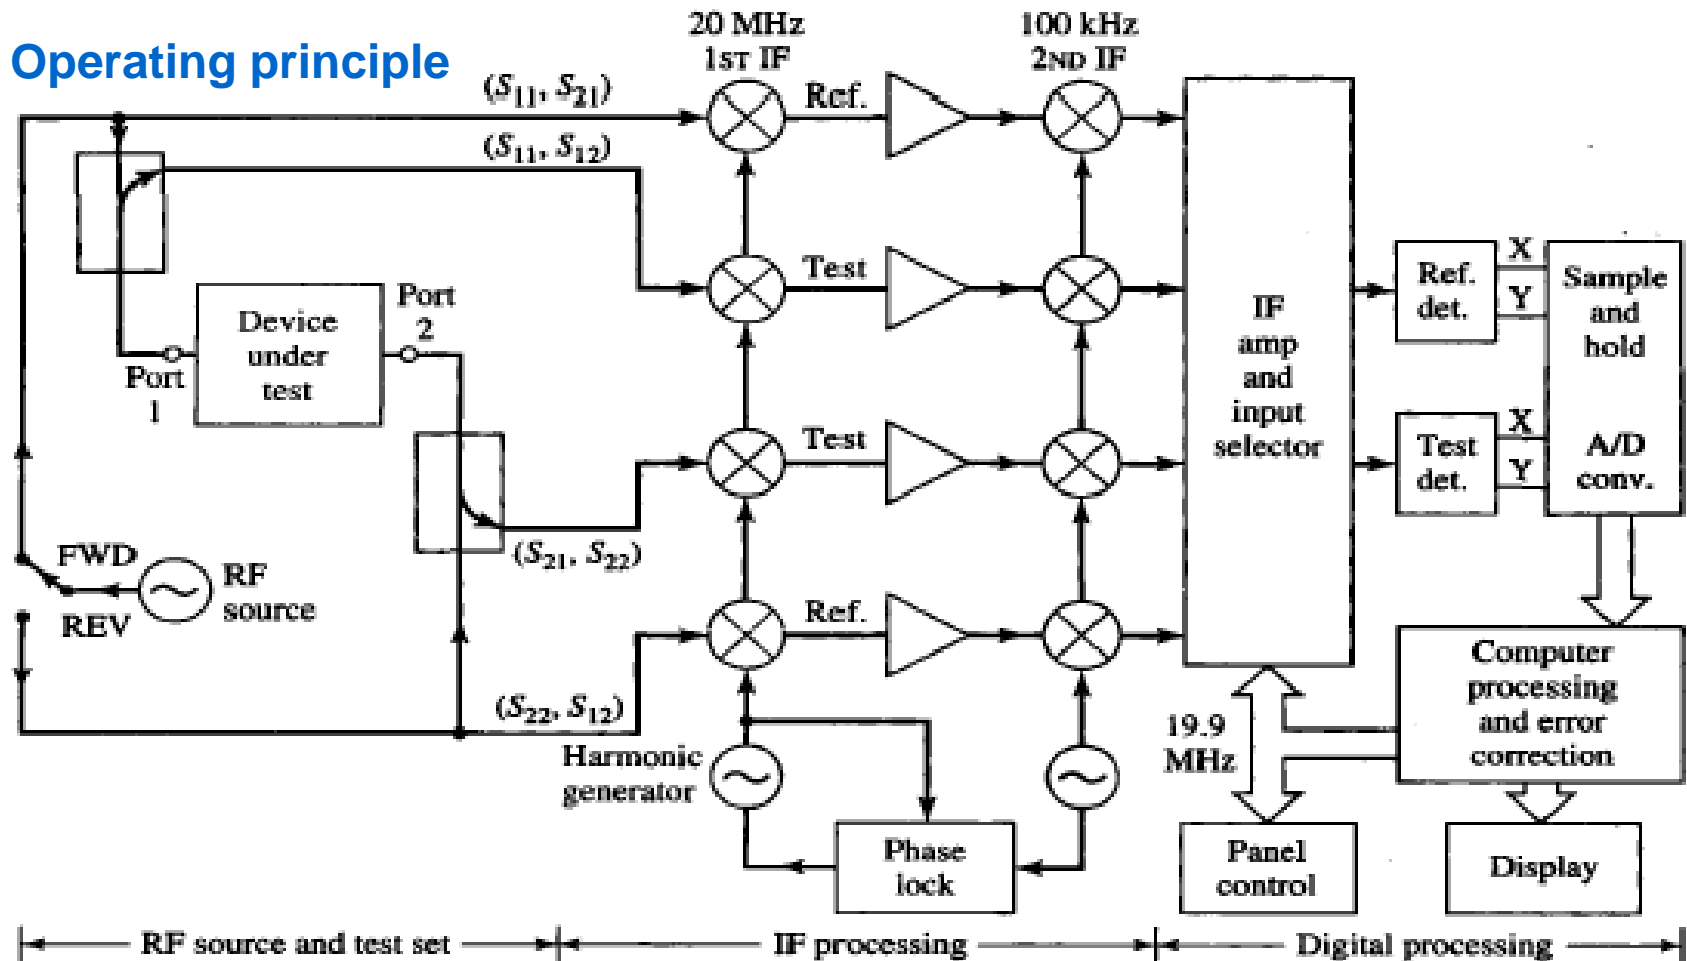 Operating principle
20 MHz
1ST IF
100 kHz
2ND IF
(S11, S21)
Ref.
(S11, S12)
Test
Device
under
test
Port
2
Port
1
Test
(S21, S22)
FWD
REV
RF
source
Ref.
(S22, S12)
Harmonic
generator
Phase
lock
IF
amp
and
input
selector
Ref.
det.
X
Y
Sample
and
hold
Test
det.
X
Y
A/D
conv.
19.9
MHz
Computer
processing
and error
correction
Panel
control
Display
RF source and test set
IF processing
Digital processing